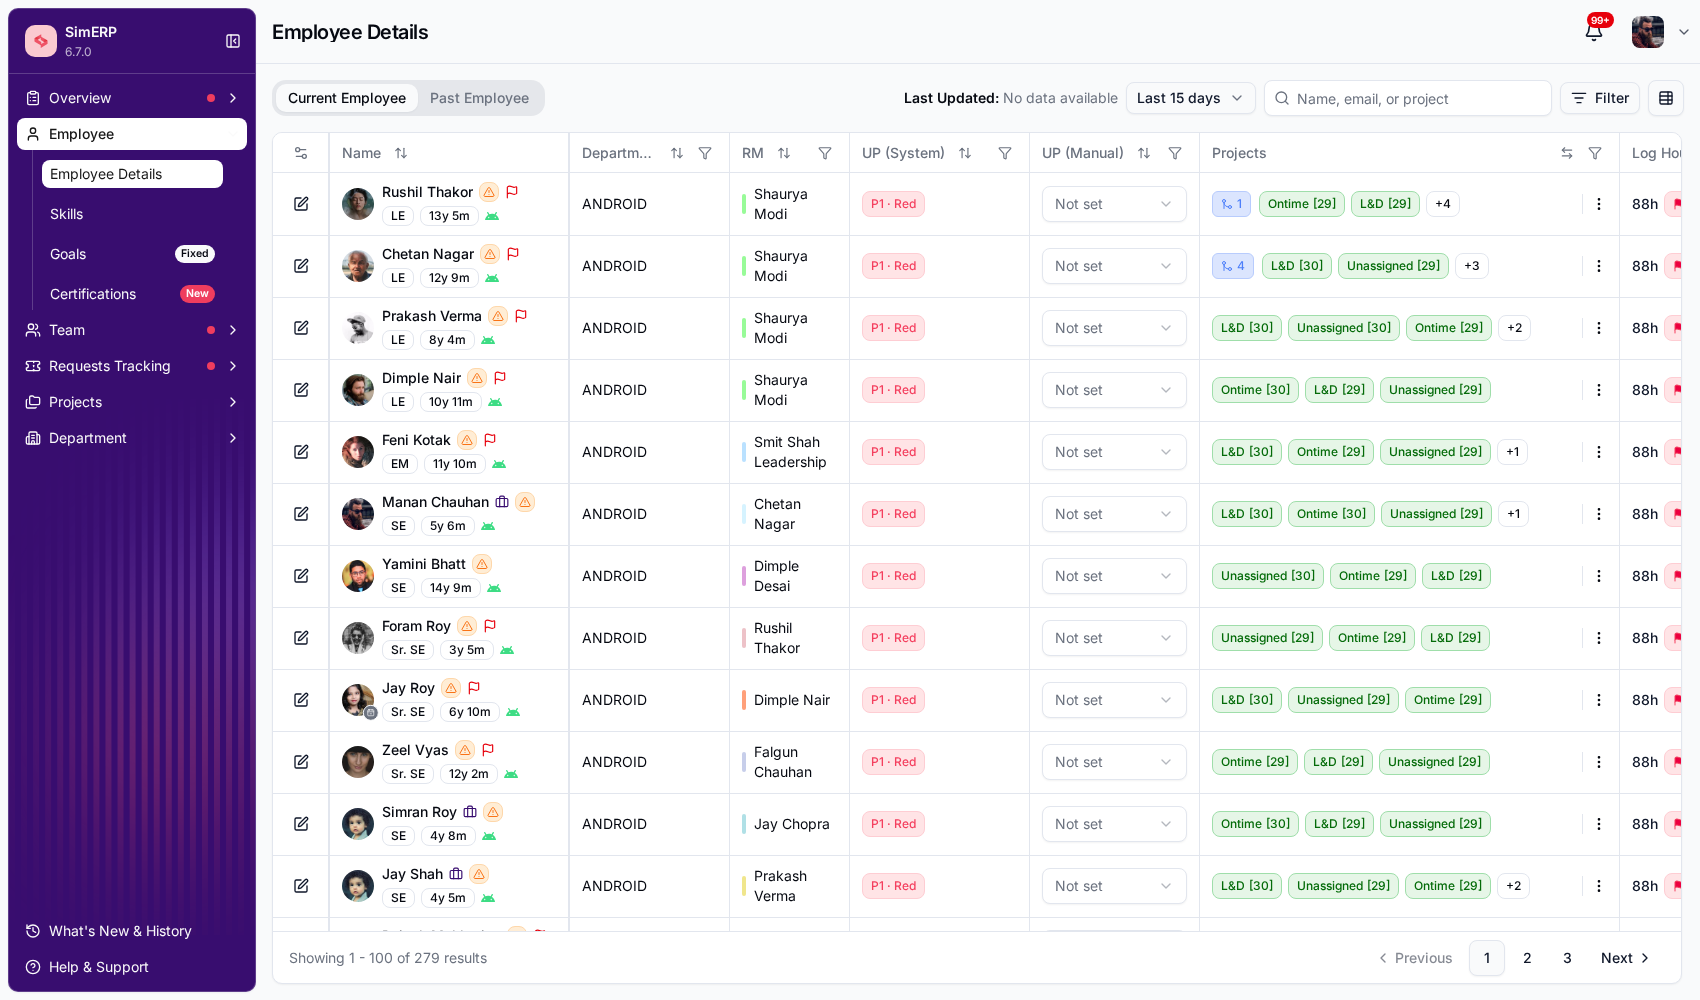 SimERP
6.7.0
Overview
Employee
Employee Details
Skills
Goals
Fixed
Certifications
New
Team
Requests Tracking
Projects
Department
What's New & History
Help & Support
Employee Details
99+
Current Employee
Past Employee
Last Updated: No data available
Last 15 days
Name, email, or project
Filter
Name
Departm...
RM
UP (System)
UP (Manual)
Projects
Log Hou
Rushil Thakor
LE
13y 5m
ANDROID
Shaurya
Modi
P1 · Red
Not set
1
Ontime [29]
L&D [29]
+4
88h
Chetan Nagar
LE
12y 9m
ANDROID
Shaurya
Modi
P1 · Red
Not set
4
L&D [30]
Unassigned [29]
+3
88h
Prakash Verma
LE
8y 4m
ANDROID
Shaurya
Modi
P1 · Red
Not set
L&D [30]
Unassigned [30]
Ontime [29]
+2
88h
Dimple Nair
LE
10y 11m
ANDROID
Shaurya
Modi
P1 · Red
Not set
Ontime [30]
L&D [29]
Unassigned [29]
88h
Feni Kotak
EM
11y 10m
ANDROID
Smit Shah
Leadership
P1 · Red
Not set
L&D [30]
Ontime [29]
Unassigned [29]
+1
88h
Manan Chauhan
SE
5y 6m
ANDROID
Chetan
Nagar
P1 · Red
Not set
L&D [30]
Ontime [30]
Unassigned [29]
+1
88h
Yamini Bhatt
SE
14y 9m
ANDROID
Dimple
Desai
P1 · Red
Not set
Unassigned [30]
Ontime [29]
L&D [29]
88h
Foram Roy
Sr. SE
3y 5m
ANDROID
Rushil
Thakor
P1 · Red
Not set
Unassigned [29]
Ontime [29]
L&D [29]
88h
Jay Roy
Sr. SE
6y 10m
ANDROID
Dimple Nair
P1 · Red
Not set
L&D [30]
Unassigned [29]
Ontime [29]
88h
Zeel Vyas
Sr. SE
12y 2m
ANDROID
Falgun
Chauhan
P1 · Red
Not set
Ontime [29]
L&D [29]
Unassigned [29]
88h
Simran Roy
SE
4y 8m
ANDROID
Jay Chopra
P1 · Red
Not set
Ontime [30]
L&D [29]
Unassigned [29]
88h
Jay Shah
SE
4y 5m
ANDROID
Prakash
Verma
P1 · Red
Not set
L&D [30]
Unassigned [29]
Ontime [29]
+2
88h
Showing 1 - 100 of 279 results
Previous
1
2
3
Next